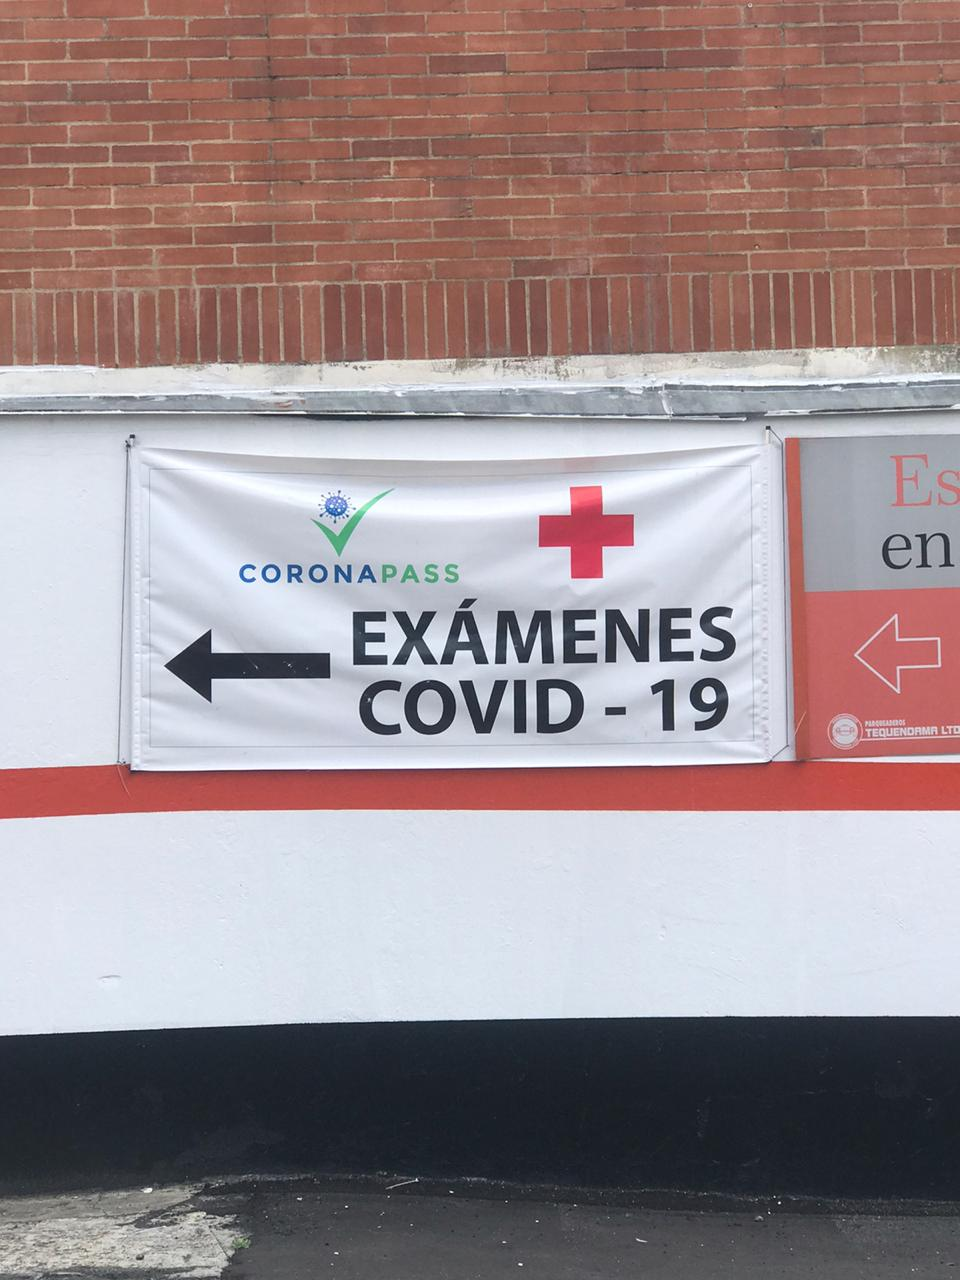 CORONAPASS
EXÁMENES
COVID - 19
en
PARQUEADEROS
TEQUENDAMA LTD